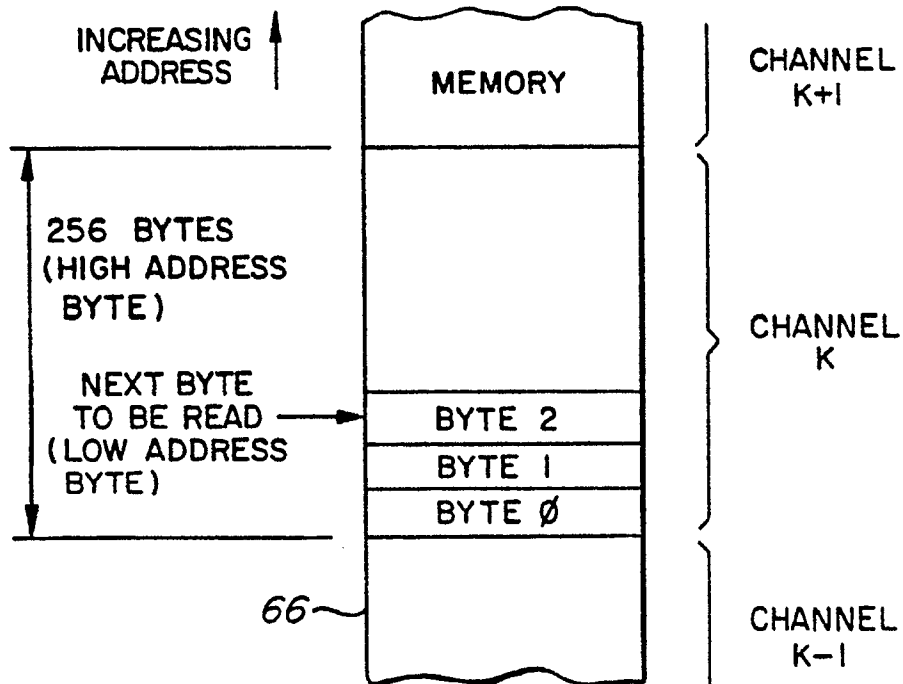 INCREASING
ADDRESS
MEMORY
CHANNEL
K+1
256 BYTES
(HIGH ADDRESS
BYTE)
CHANNEL
K
NEXT BYTE
TO BE READ
(LOW ADDRESS
BYTE)
BYTE 2
BYTE 1
BYTE Ø
66
CHANNEL
K-1